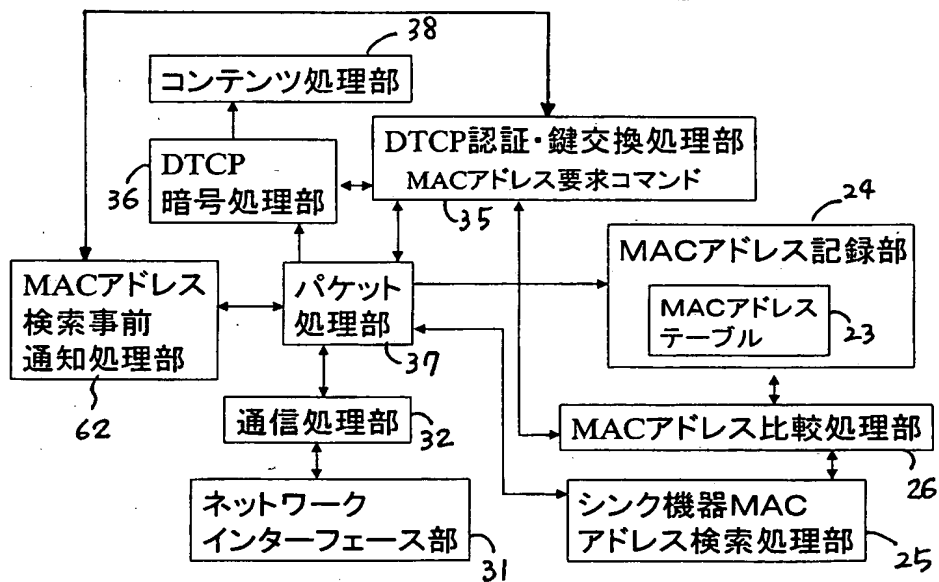 38
コンテンツ処理部
DTCP認証・鍵交換処理部
MACアドレス要求コマンド
35
DTCP
暗号処理部
36
24
MACアドレス記録部
MACアドレス
テーブル
23
MACアドレス
検索事前
通知処理部
62
パケット
処理部
37
通信処理部
32
MACアドレス比較処理部
26
ネットワーク
インターフェース部
31
シンク機器MAC
アドレス検索処理部
25